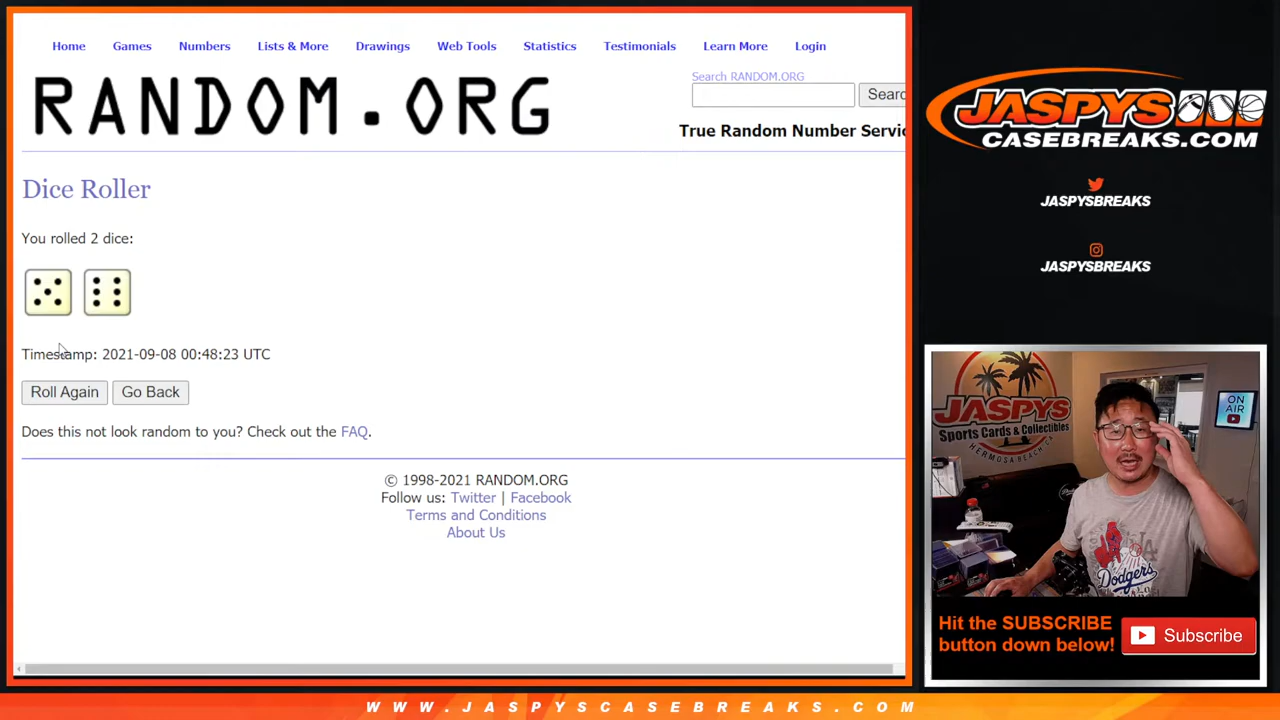 Home Games Numbers Lists & More Drawings Web Tools Statistics Testimonials Learn More Login
RANDOM.ORG
Search RANDOM.ORG
Searc
True Random Number Servic
Dice Roller
You rolled 2 dice:
Timestamp: 2021-09-08 00:48:23 UTC
Roll Again Go Back
Does this not look random to you? Check out the FAQ.
© 1998-2021 RANDOM.ORG
Follow us: Twitter | Facebook
Terms and Conditions
About Us
JASPYS
CASEBREAKS.COM
JASPYSBREAKS
JASPYSBREAKS
JASPYS
Sports Cards & Collectibles
HERMOSA BEACH, CA
ON AIR
Dodgers
Hit the SUBSCRIBE
button down below!
Subscribe
WWW.JASPYSCASEBREAKS.COM